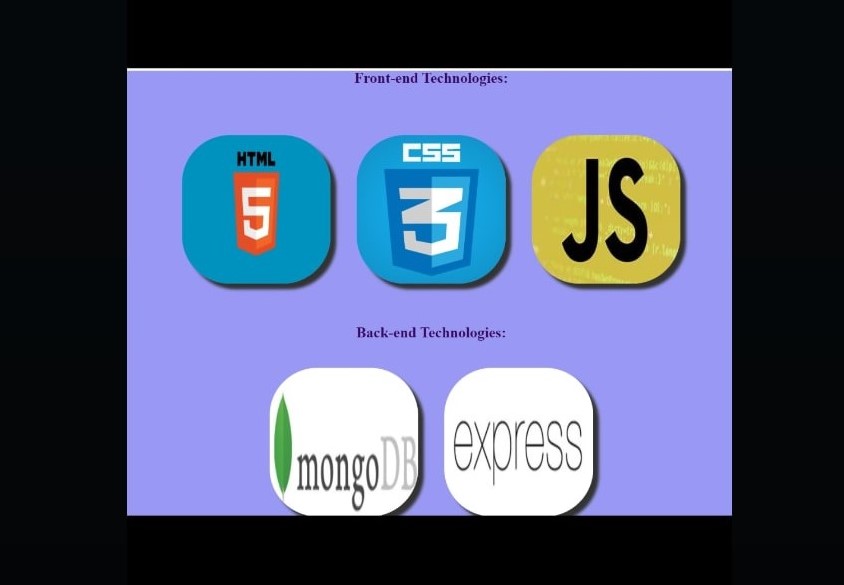 Front-end Technologies:
HTML
5
CSS
3
JS
Back-end Technologies:
mongoDB
express